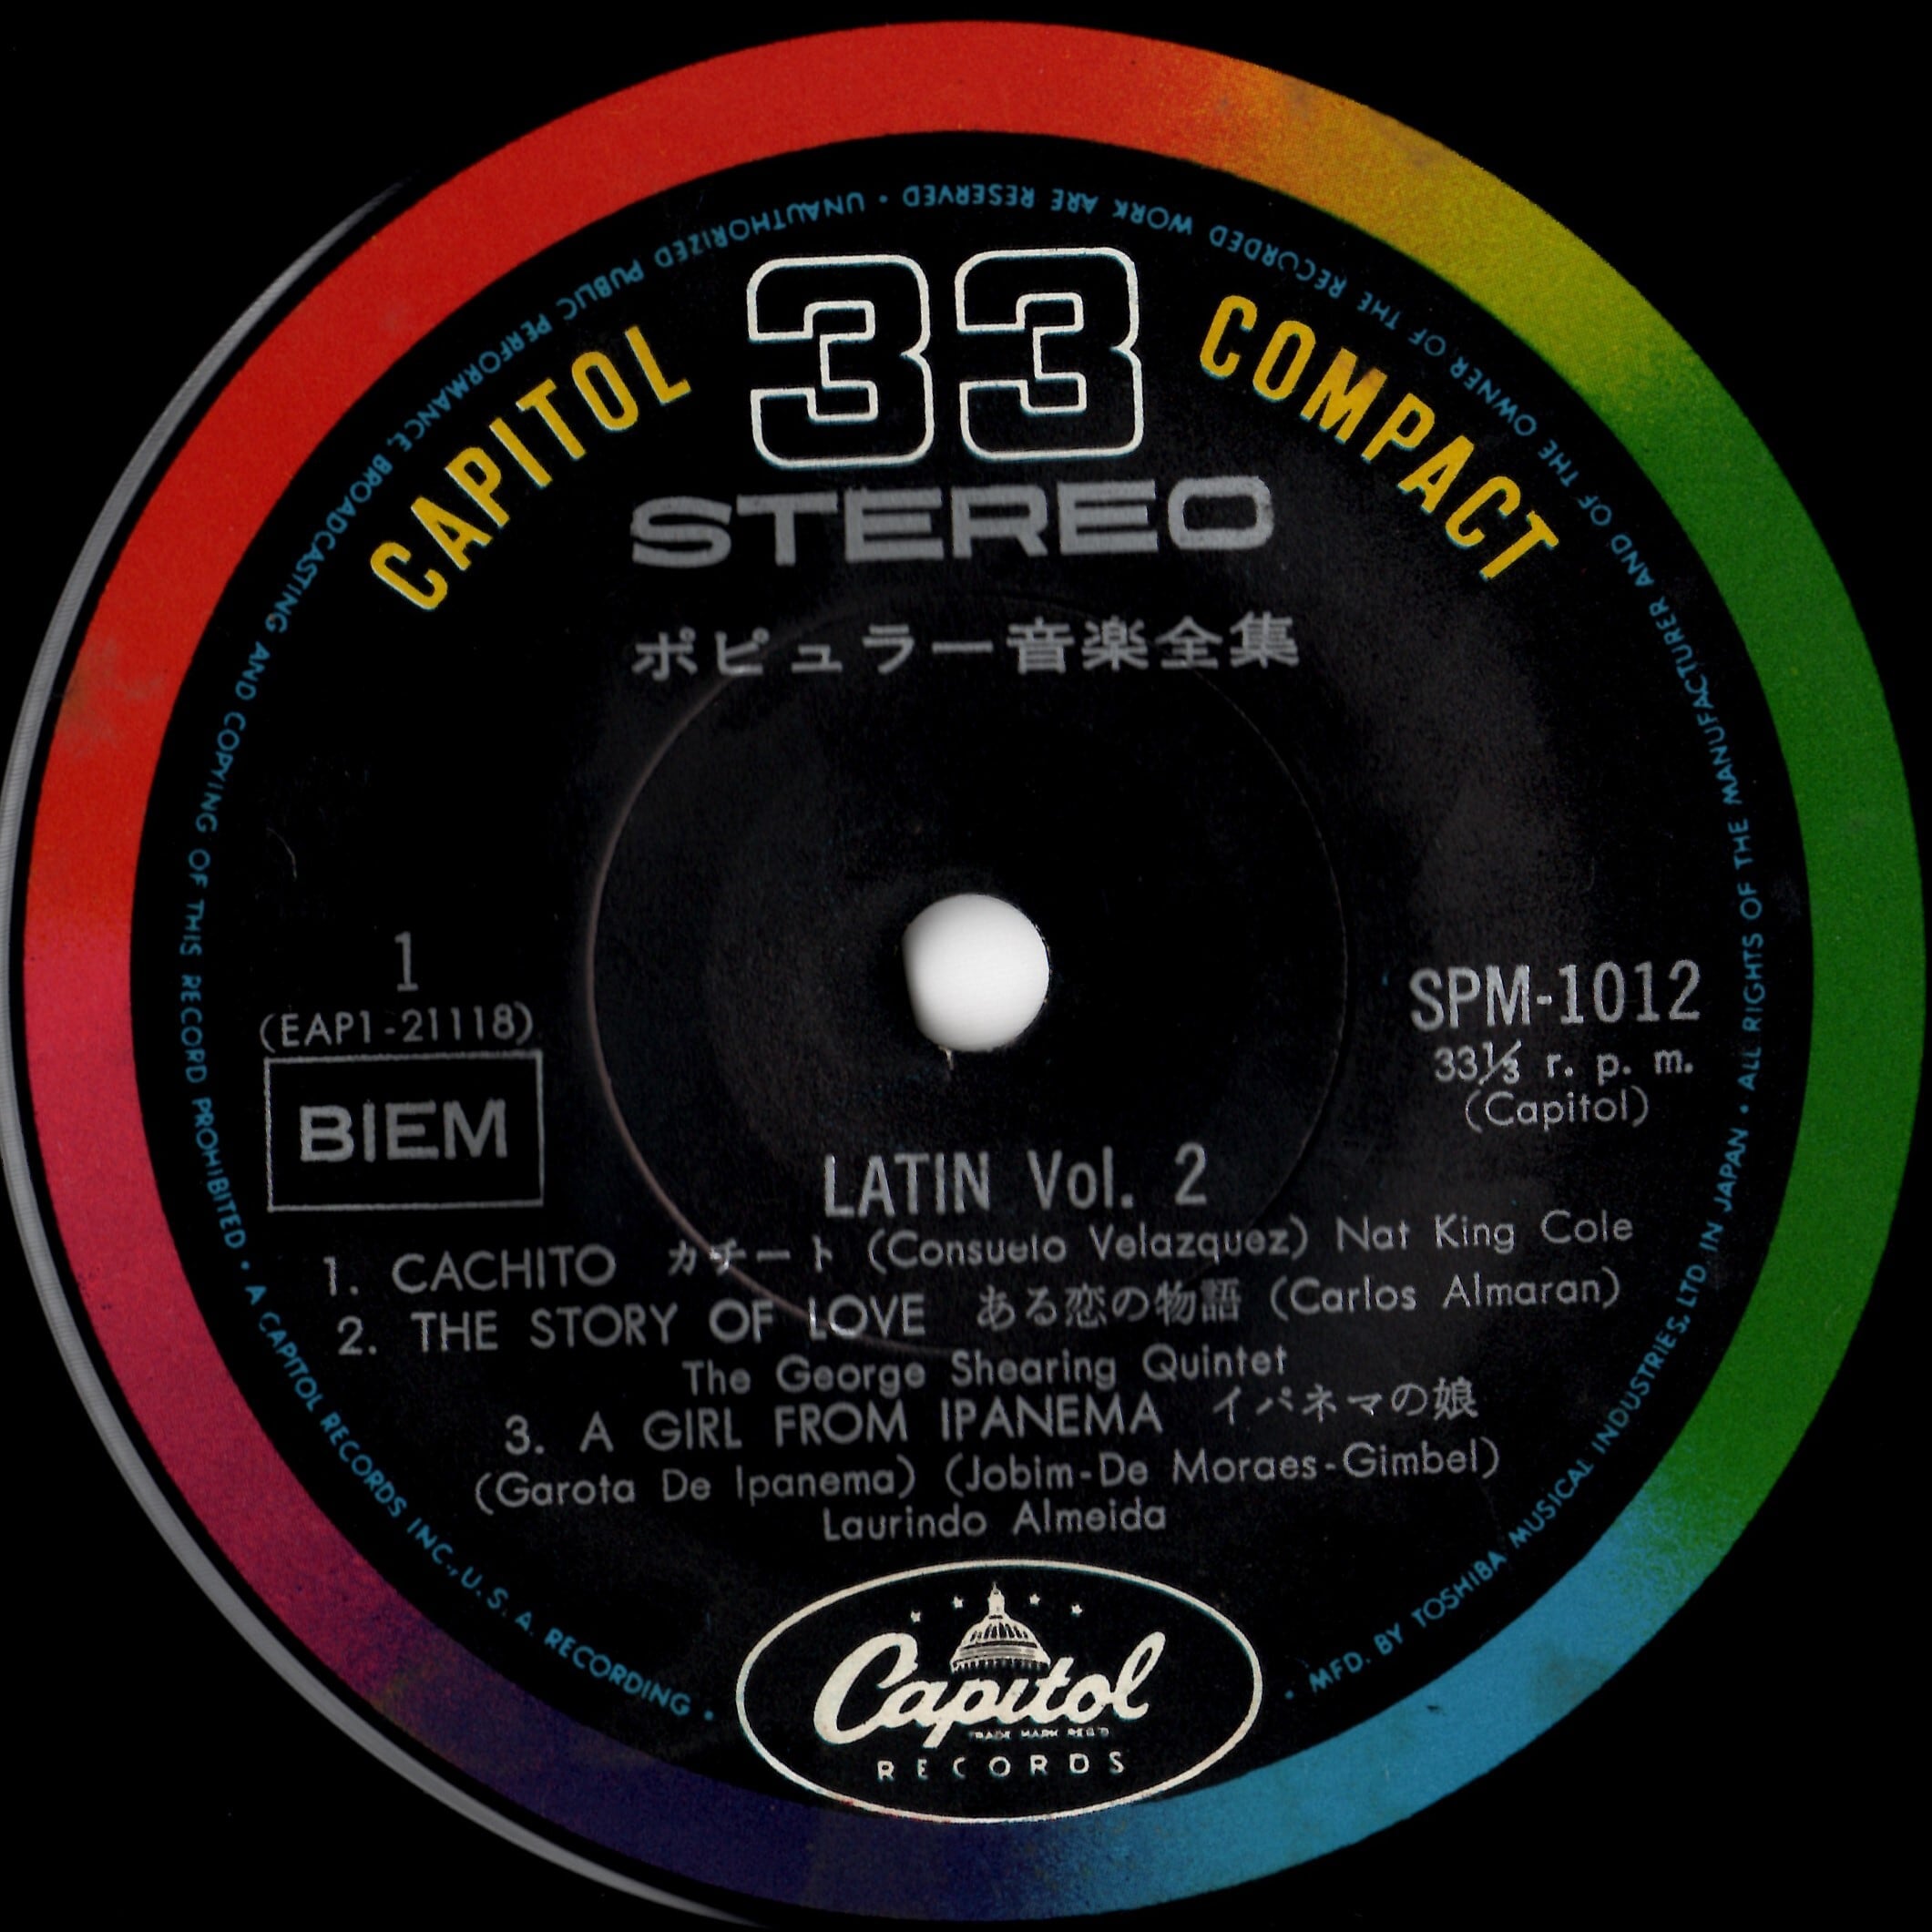 CAPITOL 33 COMPACT
STEREO
ポピュラー音楽全集
1
(EAP1-21118)
BIEM
SPM-1012
33⅓ r. p. m.
(Capitol)
LATIN Vol. 2
1. CACHITO カチート (Consuelo Velazquez) Nat King Cole
2. THE STORY OF LOVE ある恋の物語 (Carlos Almaran)
The George Shearing Quintet
3. A GIRL FROM IPANEMA イパネマの娘
(Garota De Ipanema) (Jobim-De Moraes-Gimbel)
Laurindo Almeida
Capitol
TRADE MARK REG'D
RECORDS
• MFD. BY TOSHIBA MUSICAL INDUSTRIES, LTD. IN JAPAN • ALL RIGHTS OF THE MANUFACTURER AND OF THE OWNER OF THE RECORDED WORK ARE RESERVED • UNAUTHORIZED PUBLIC PERFORMANCE, BROADCASTING AND COPYING OF THIS RECORD PROHIBITED • A CAPITOL RECORDS INC., U. S. A. RECORDING •